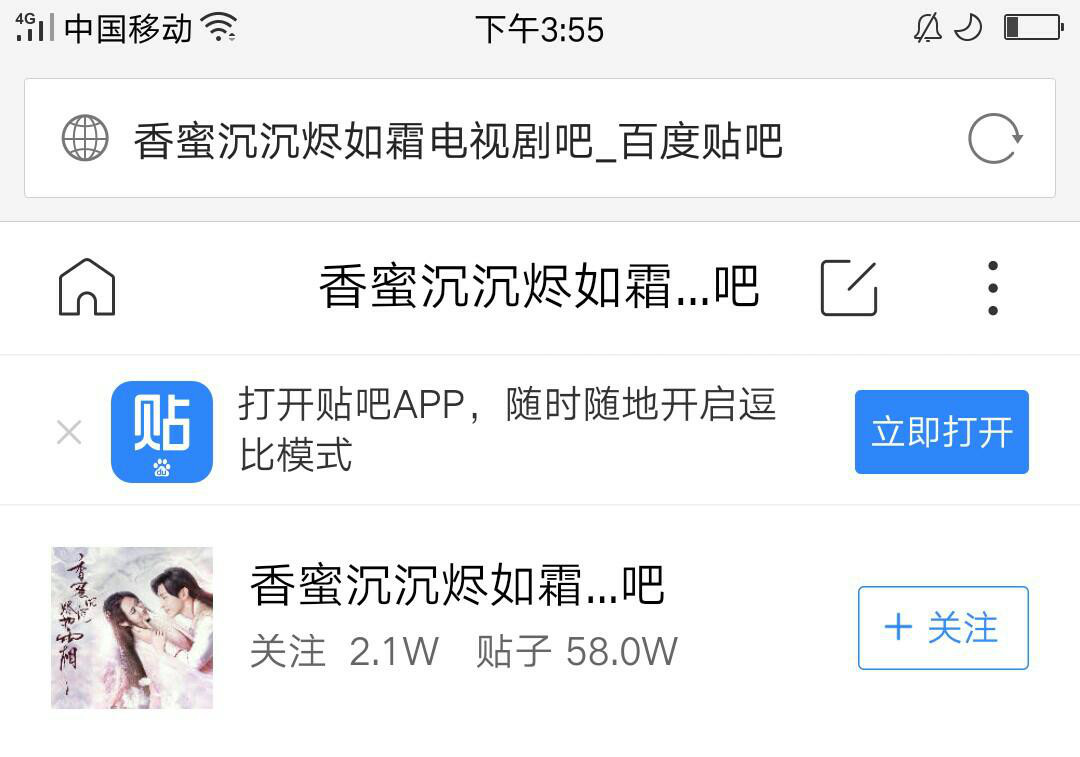 4G 中国移动 下午3:55
香蜜沉沉烬如霜电视剧吧_百度贴吧
香蜜沉沉烬如霜...吧
贴
du
打开贴吧APP，随时随地开启逗
比模式
立即打开
香蜜沉沉烬如霜
香蜜沉沉烬如霜...吧
关注 2.1W 贴子 58.0W
+ 关注